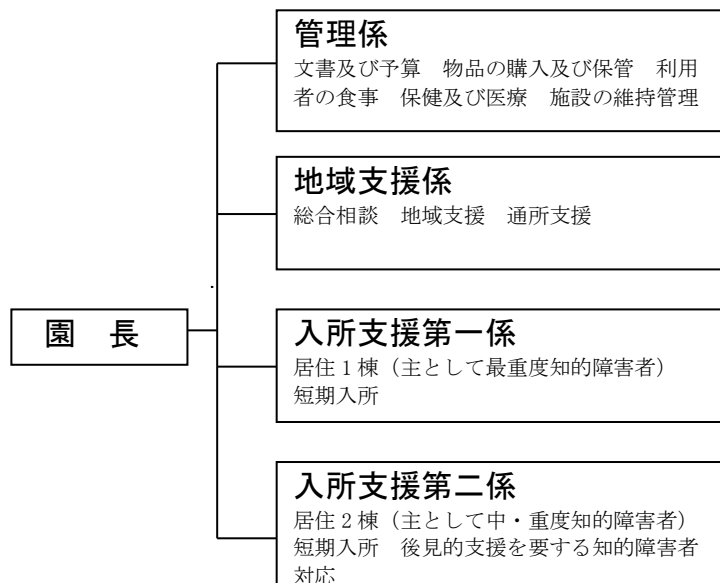 管理係
文書及び予算　物品の購入及び保管　利用
者の食事　保健及び医療　施設の維持管理
地域支援係
総合相談　地域支援　通所支援
園　長
入所支援第一係
居住１棟（主として最重度知的障害者）
短期入所
入所支援第二係
居住２棟（主として中・重度知的障害者）
短期入所　後見的支援を要する知的障害者
対応